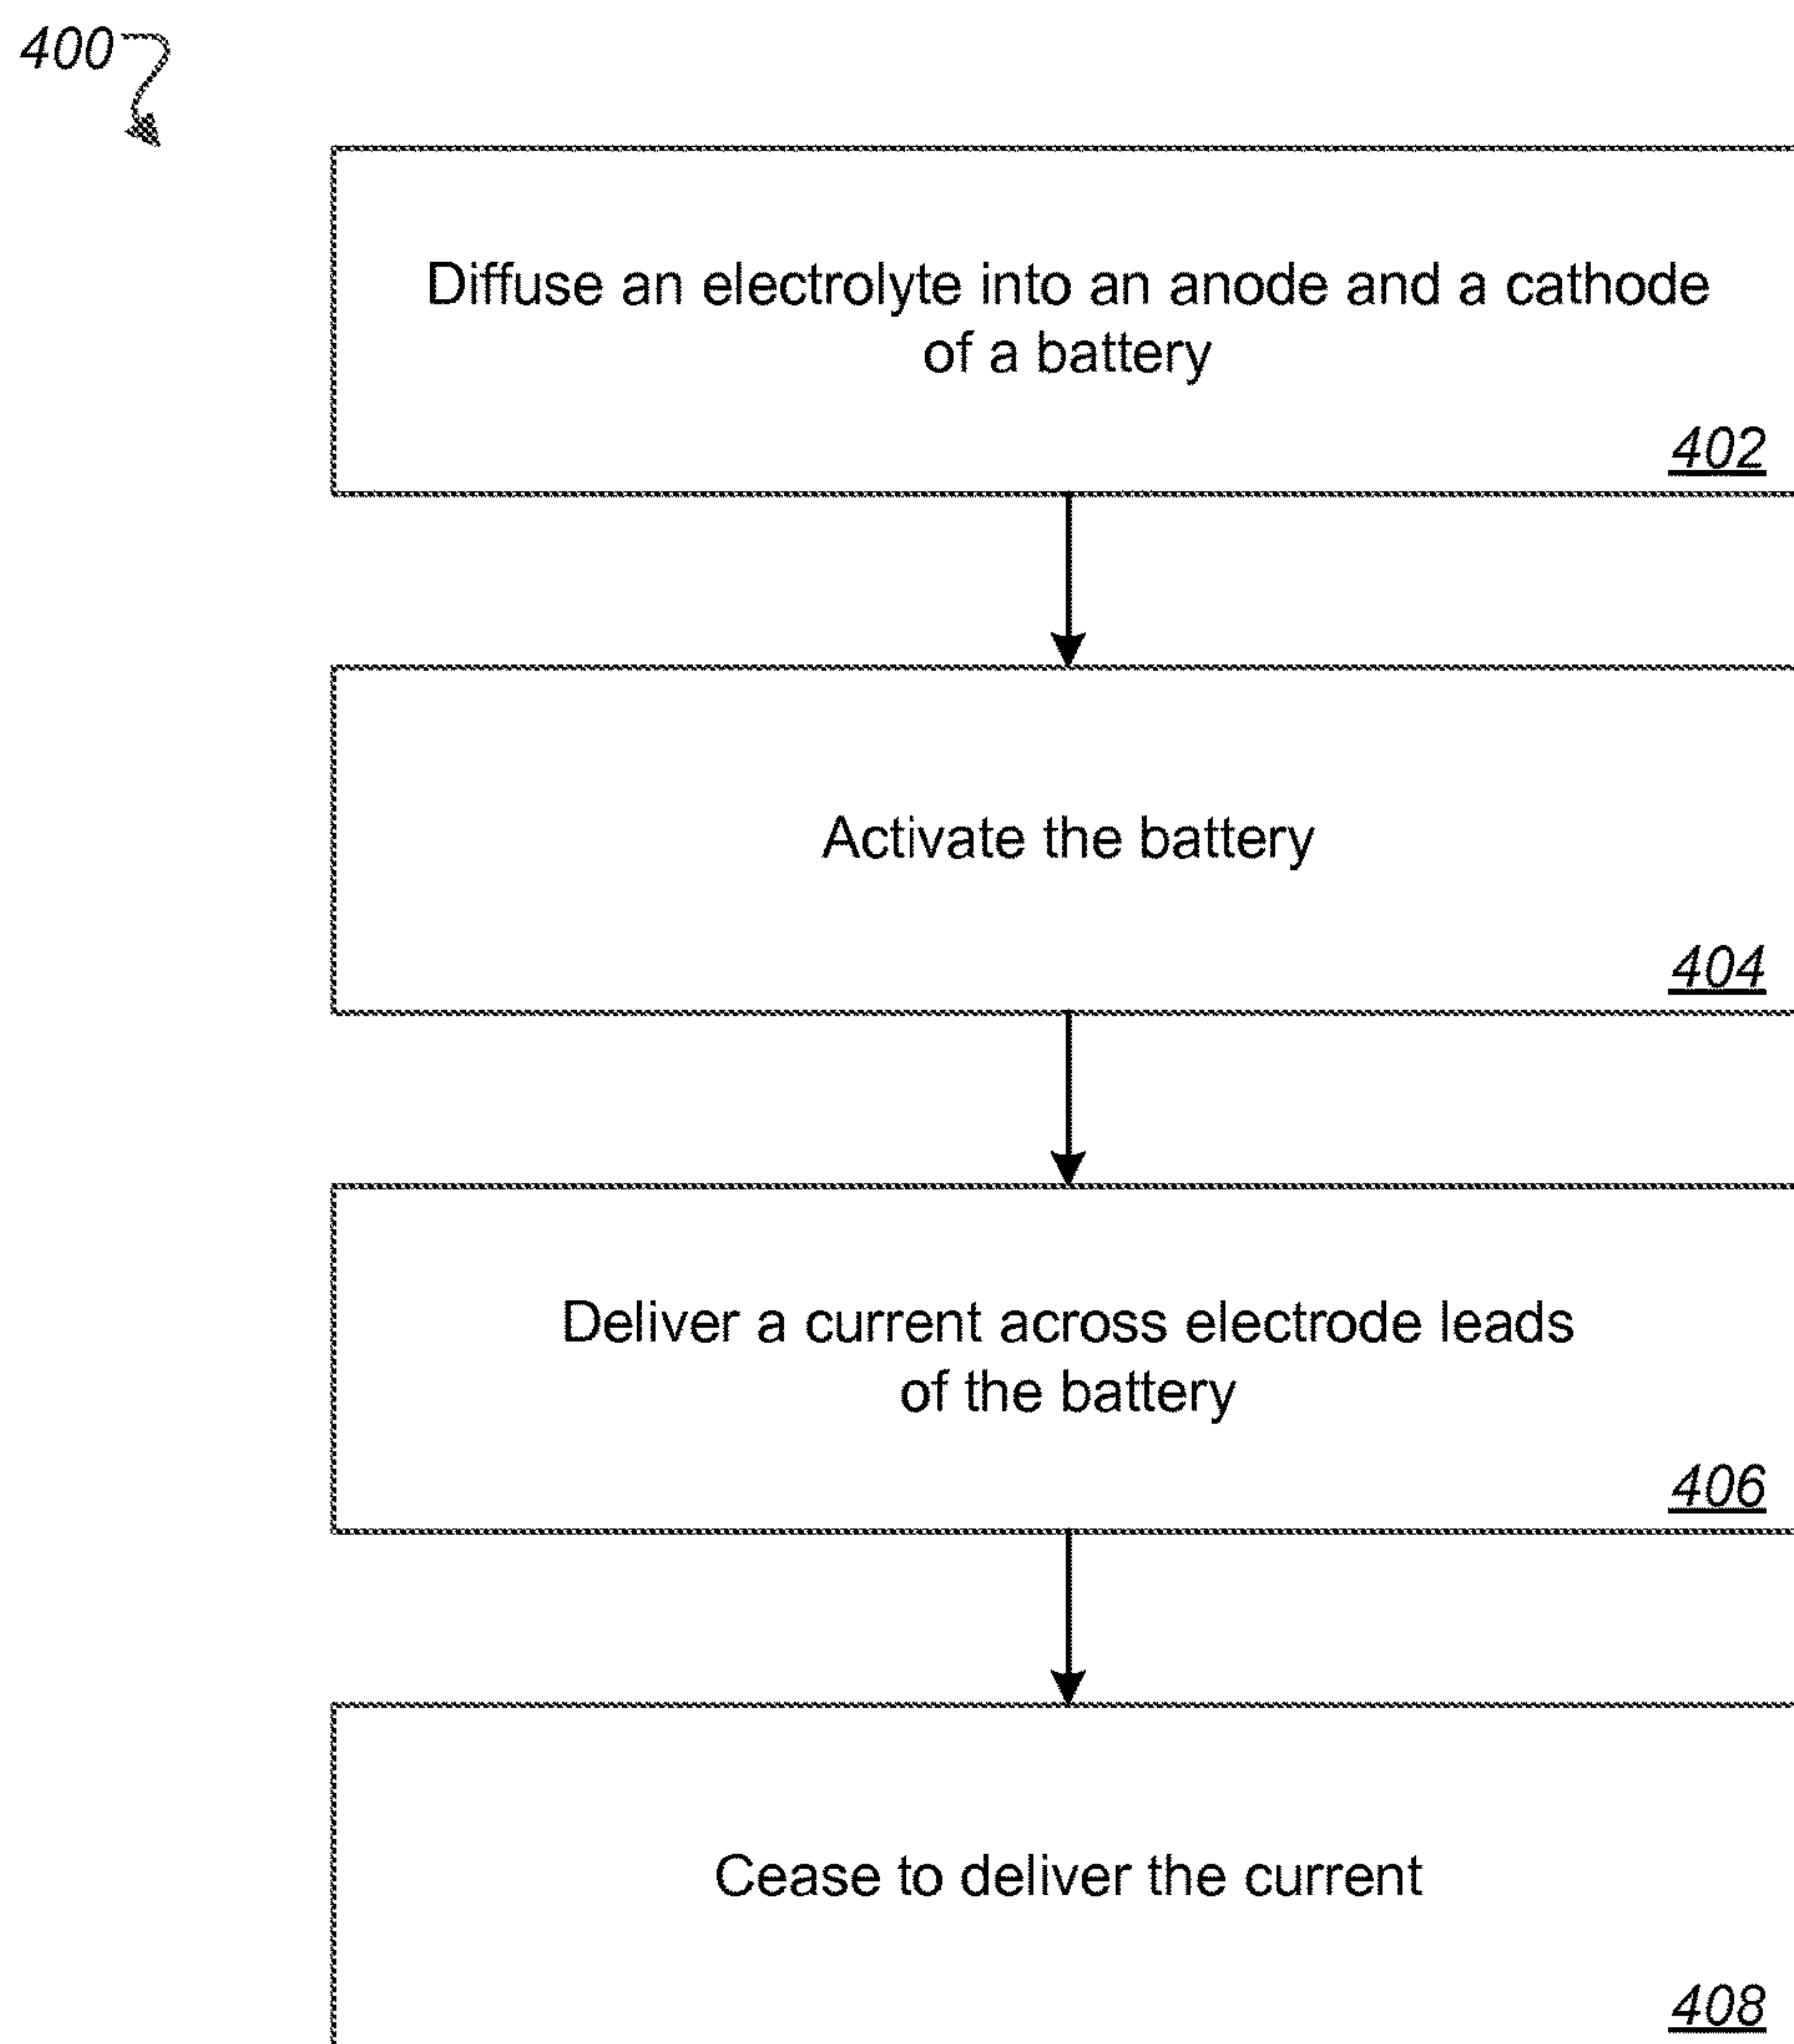 400
Diffuse an electrolyte into an anode and a cathode
of a battery
402
Activate the battery
404
Deliver a current across electrode leads
of the battery
406
Cease to deliver the current
408